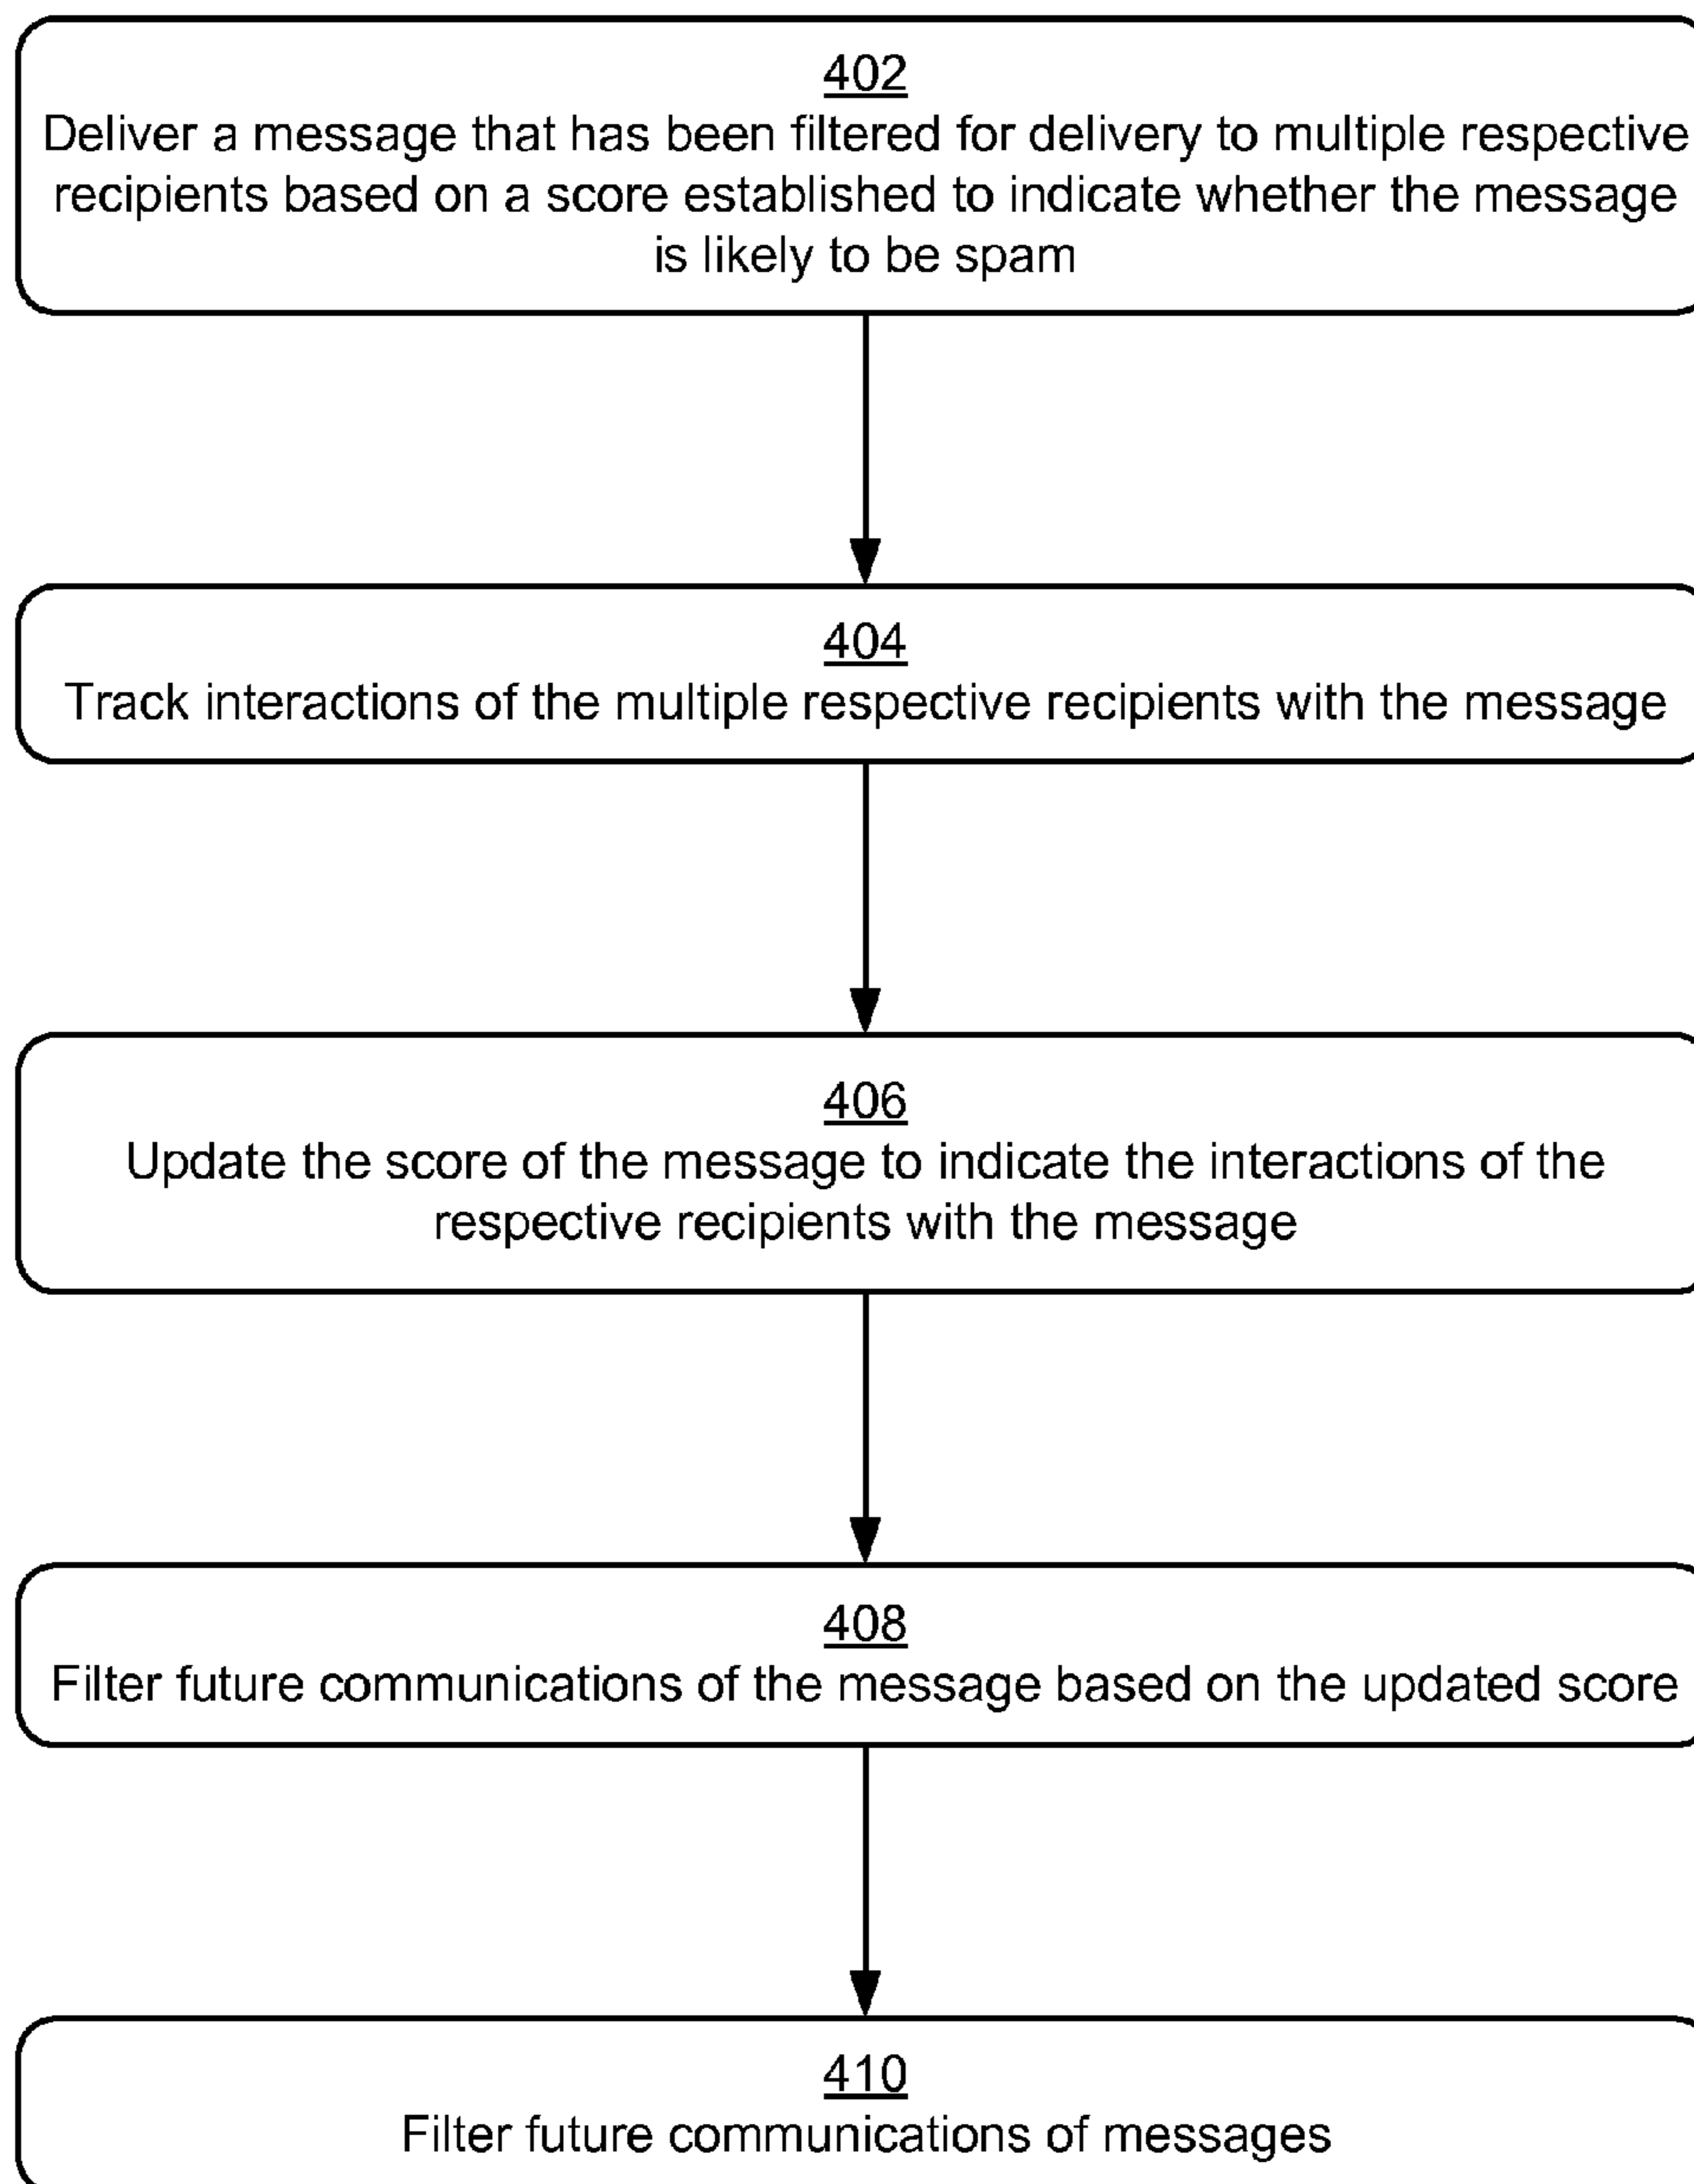 402
Deliver a message that has been filtered for delivery to multiple respective
recipients based on a score established to indicate whether the message
is likely to be spam
404
Track interactions of the multiple respective recipients with the message
406
Update the score of the message to indicate the interactions of the
respective recipients with the message
408
Filter future communications of the message based on the updated score
410
Filter future communications of messages